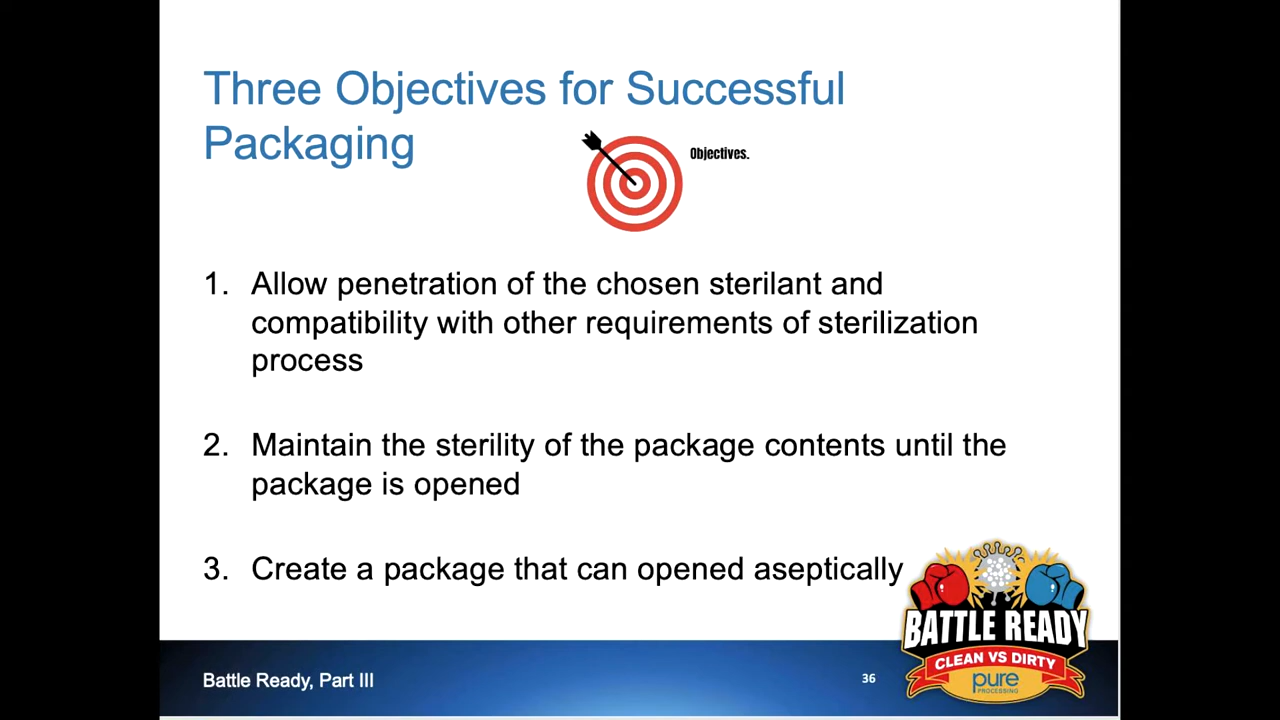 Three Objectives for Successful
Packaging
Objectives.
1. Allow penetration of the chosen sterilant and
compatibility with other requirements of sterilization
process
2. Maintain the sterility of the package contents until the
package is opened
3. Create a package that can opened aseptically
BATTLE READY
CLEAN VS DIRTY
pure
PROCESSING
Battle Ready, Part III
36